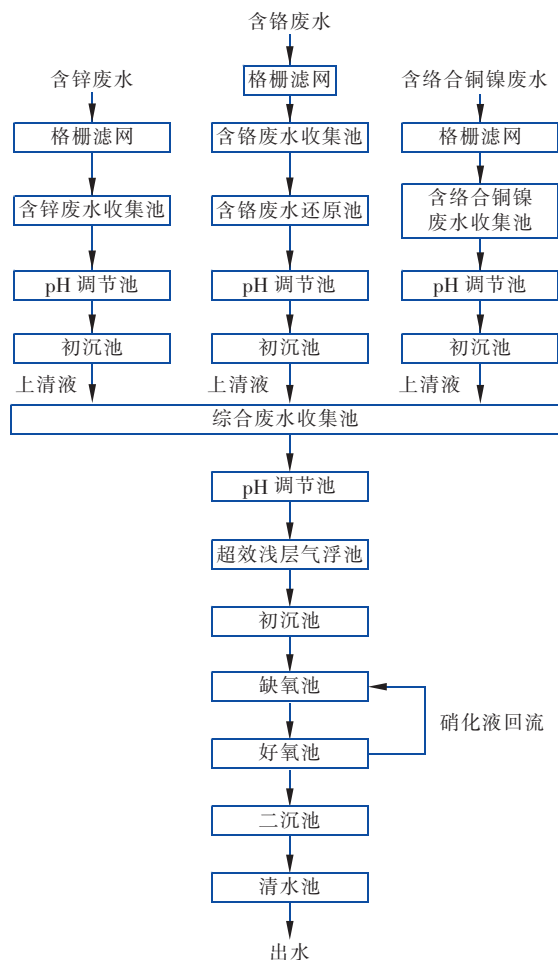 含铬废水
含锌废水
格栅滤网
含络合铜镍废水
格栅滤网
含铬废水收集池
格栅滤网
含锌废水收集池
含铬废水还原池
含络合铜镍
废水收集池
pH 调节池
pH 调节池
pH 调节池
初沉池
初沉池
初沉池
上清液
上清液
上清液
综合废水收集池
pH 调节池
超效浅层气浮池
初沉池
缺氧池
硝化液回流
好氧池
二沉池
清水池
出水